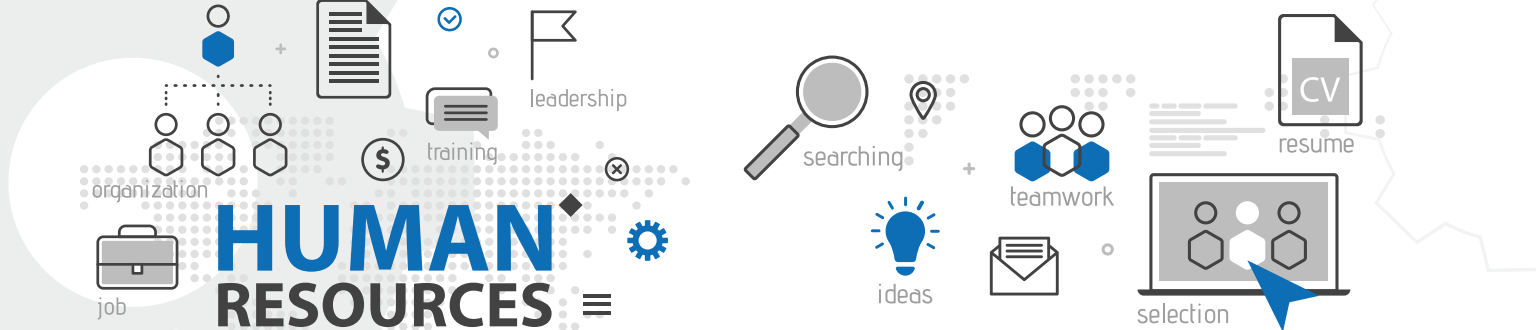 leadership
training
$
organization
HUMAN
RESOURCES
job
searching
CV
resume
teamwork
ideas
selection